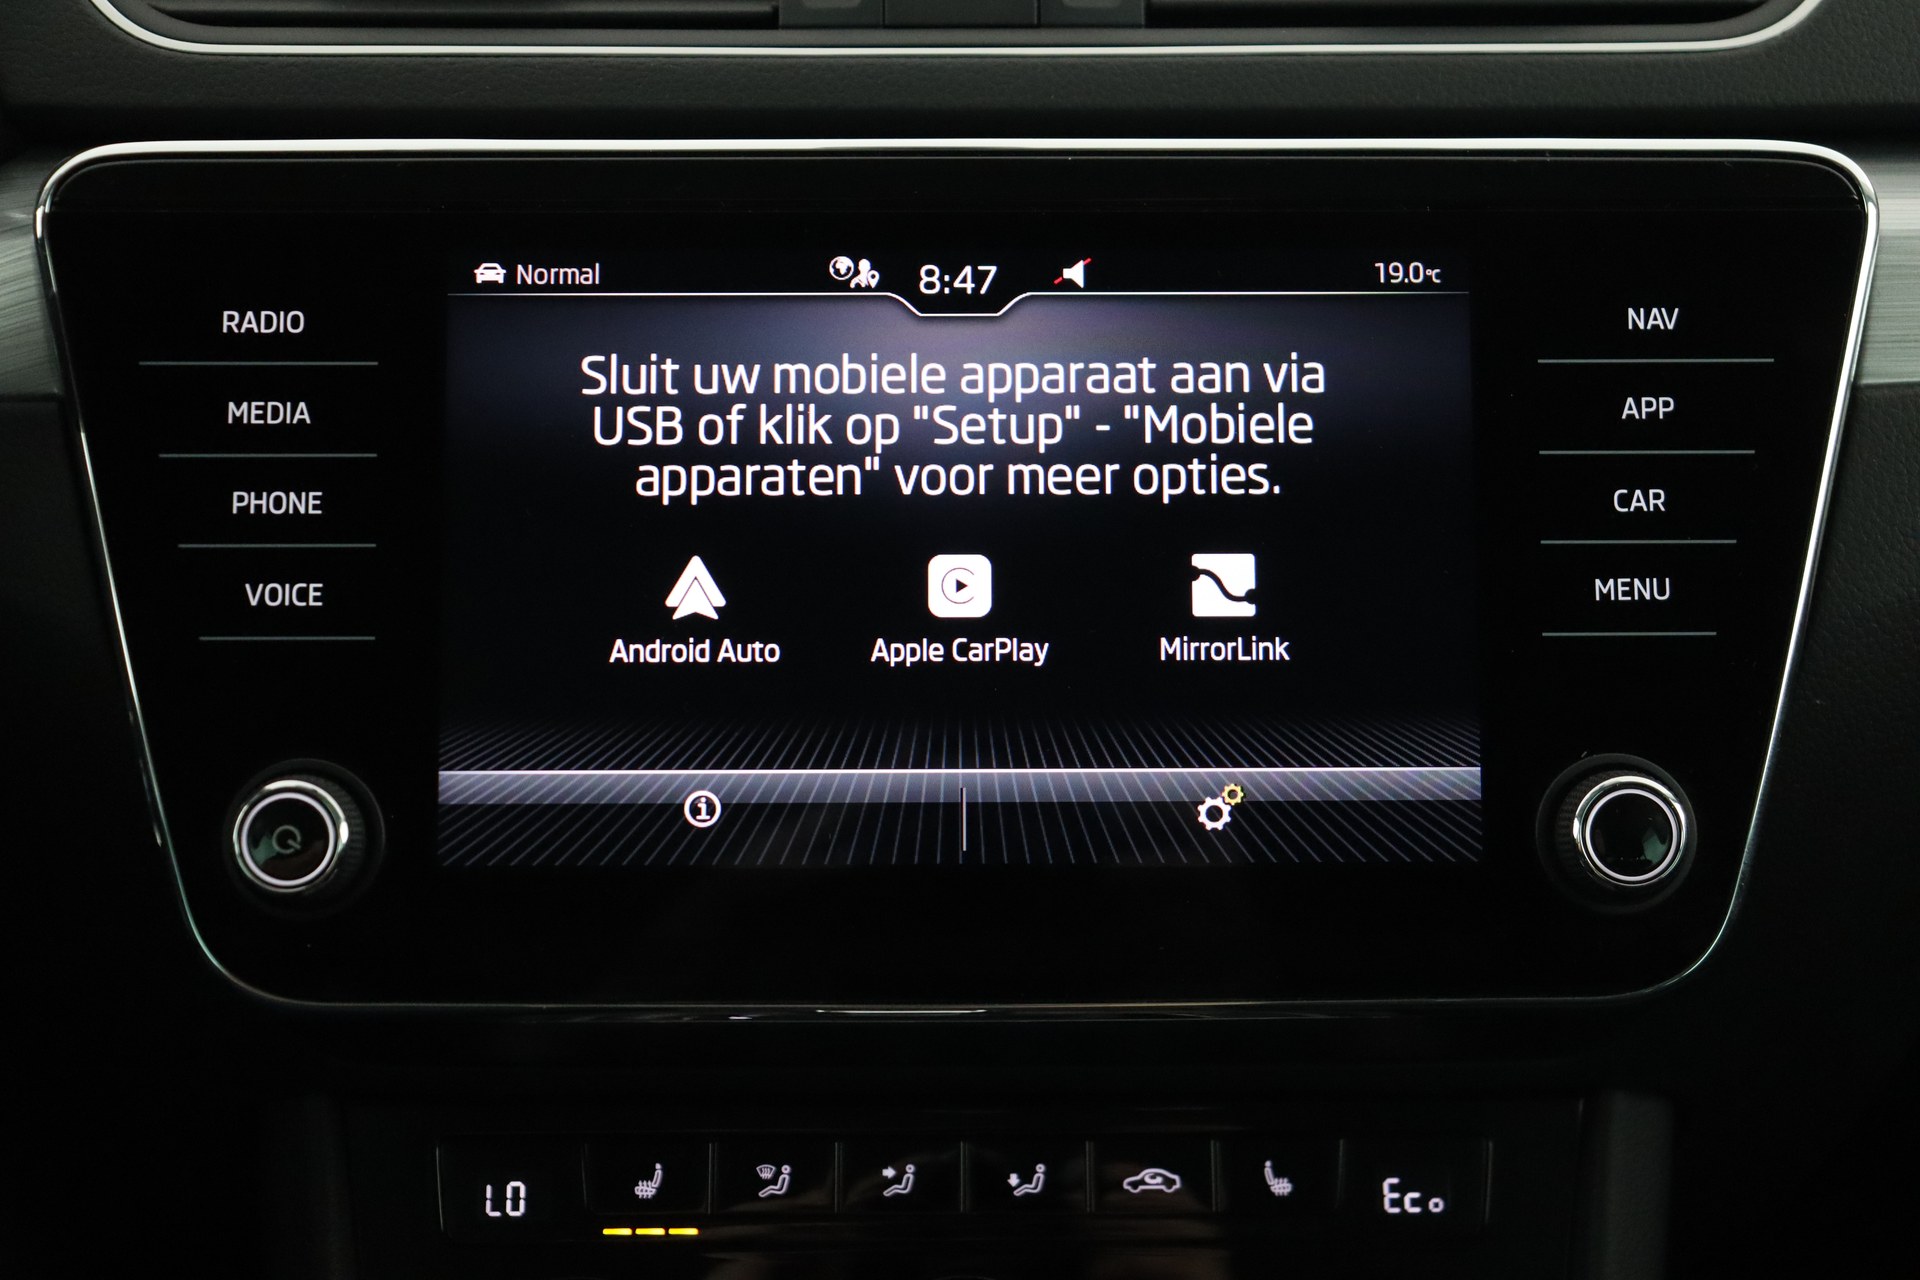 Normal
8:47
19.0°C
RADIO
MEDIA
PHONE
VOICE
Sluit uw mobiele apparaat aan via
USB of klik op "Setup" - "Mobiele
apparaten" voor meer opties.
Android Auto
Apple CarPlay
MirrorLink
NAV
APP
CAR
MENU
LO
Eco